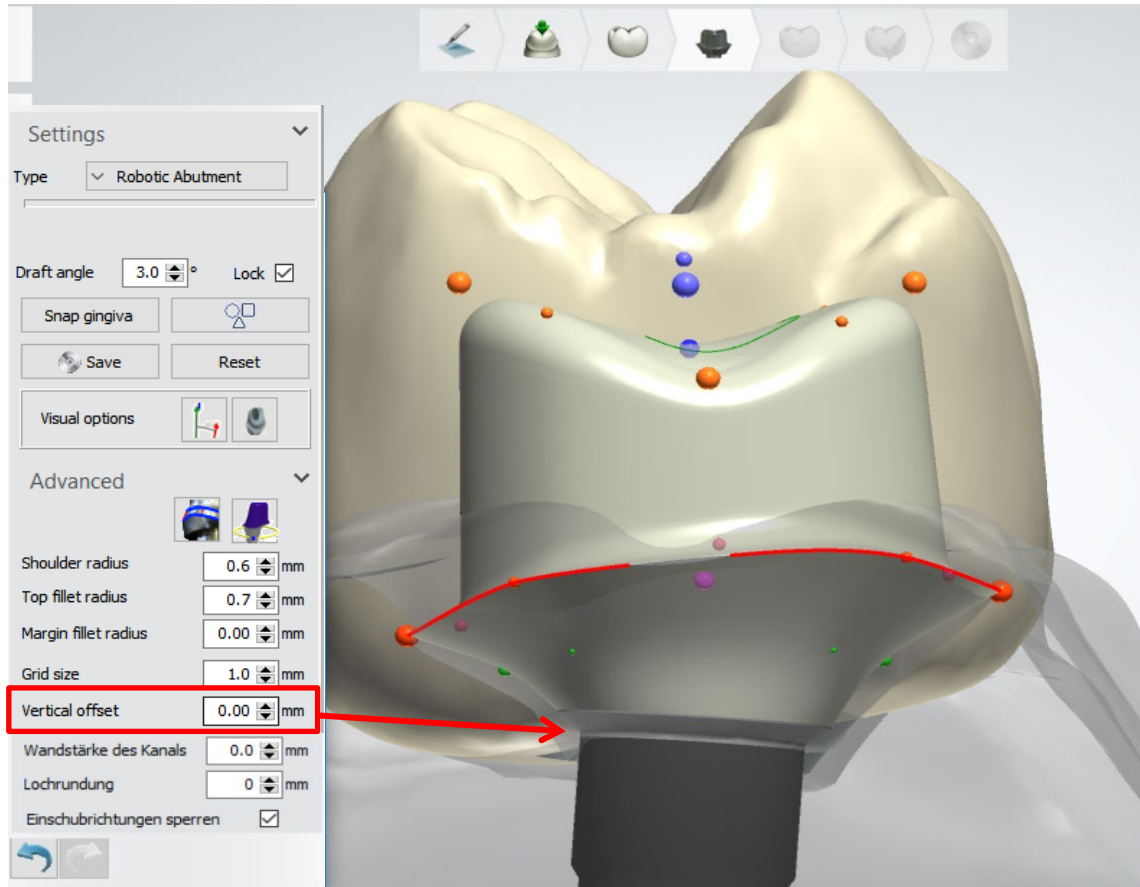 Settings
Type Robotic Abutment
Draft angle 3.0 ° Lock
Snap gingiva
Save Reset
Visual options
Advanced
Shoulder radius 0.6 mm
Top fillet radius 0.7 mm
Margin fillet radius 0.00 mm
Grid size 1.0 mm
Vertical offset 0.00 mm
Wandstärke des Kanals 0.0 mm
Lochrundung 0 mm
Einschubrichtungen sperren